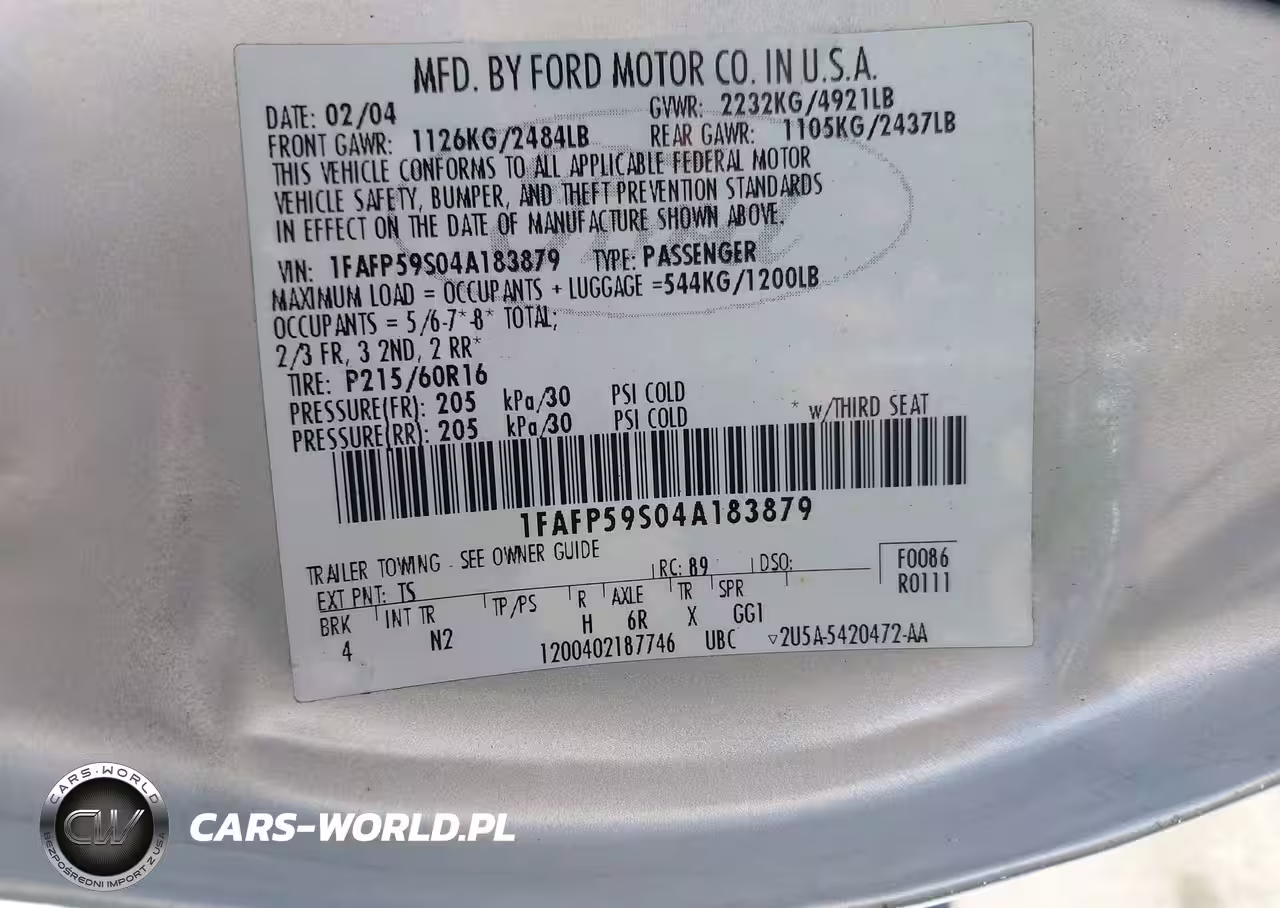 MFD. BY FORD MOTOR CO. IN U.S.A.
DATE: 02/04 GVWR: 2232KG/4921LB
FRONT GAWR: 1126KG/2484LB REAR GAWR: 1105KG/2437LB
THIS VEHICLE CONFORMS TO ALL APPLICABLE FEDERAL MOTOR
VEHICLE SAFETY, BUMPER, AND THEFT PREVENTION STANDARDS
IN EFFECT ON THE DATE OF MANUFACTURE SHOWN ABOVE.
VIN: 1FAFP59S04A183879 TYPE: PASSENGER
MAXIMUM LOAD = OCCUPANTS + LUGGAGE =544KG/1200LB
OCCUPANTS = 5/6-7*-8* TOTAL;
2/3 FR, 3 2ND, 2 RR*
TIRE: P215/60R16
PRESSURE(FR): 205 kPa/30 PSI COLD
PRESSURE(RR): 205 kPa/30 PSI COLD * w/THIRD SEAT
1FAFP59S04A183879
TRAILER TOWING - SEE OWNER GUIDE
EXT PNT: TS RC: 89 DSO: F0086
R0111
BRK INT TR TP/PS R AXLE TR SPR
4 N2 H 6R X GG1
1200402187746 UBC ▽2U5A-5420472-AA
CARS-WORLD
CW
BEZPOŚREDNI IMPORT Z USA
CARS-WORLD.PL